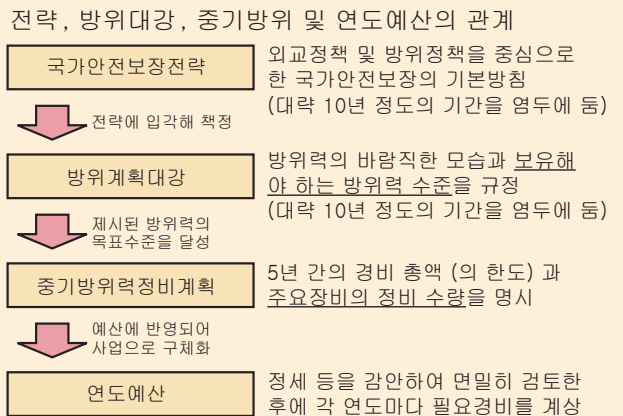 전략, 방위대강, 중기방위 및 연도예산의 관계
국가안전보장전략
외교정책 및 방위정책을 중심으로
한 국가안전보장의 기본방침
(대략 10년 정도의 기간을 염두에 둠)
전략에 입각해 책정
방위계획대강
방위력의 바람직한 모습과 보유해
야 하는 방위력 수준을 규정
(대략 10년 정도의 기간을 염두에 둠)
제시된 방위력의
목표수준을 달성
중기방위력정비계획
5년 간의 경비 총액 (의 한도) 과
주요장비의 정비 수량을 명시
예산에 반영되어
사업으로 구체화
연도예산
정세 등을 감안하여 면밀히 검토한
후에 각 연도마다 필요경비를 계상